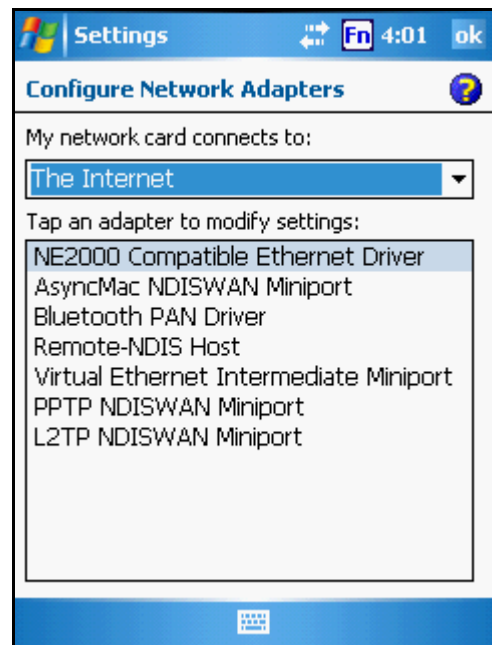 Settings Fn 4:01 ok
Configure Network Adapters ?
My network card connects to:
The Internet
Tap an adapter to modify settings:
NE2000 Compatible Ethernet Driver
AsyncMac NDISWAN Miniport
Bluetooth PAN Driver
Remote-NDIS Host
Virtual Ethernet Intermediate Miniport
PPTP NDISWAN Miniport
L2TP NDISWAN Miniport